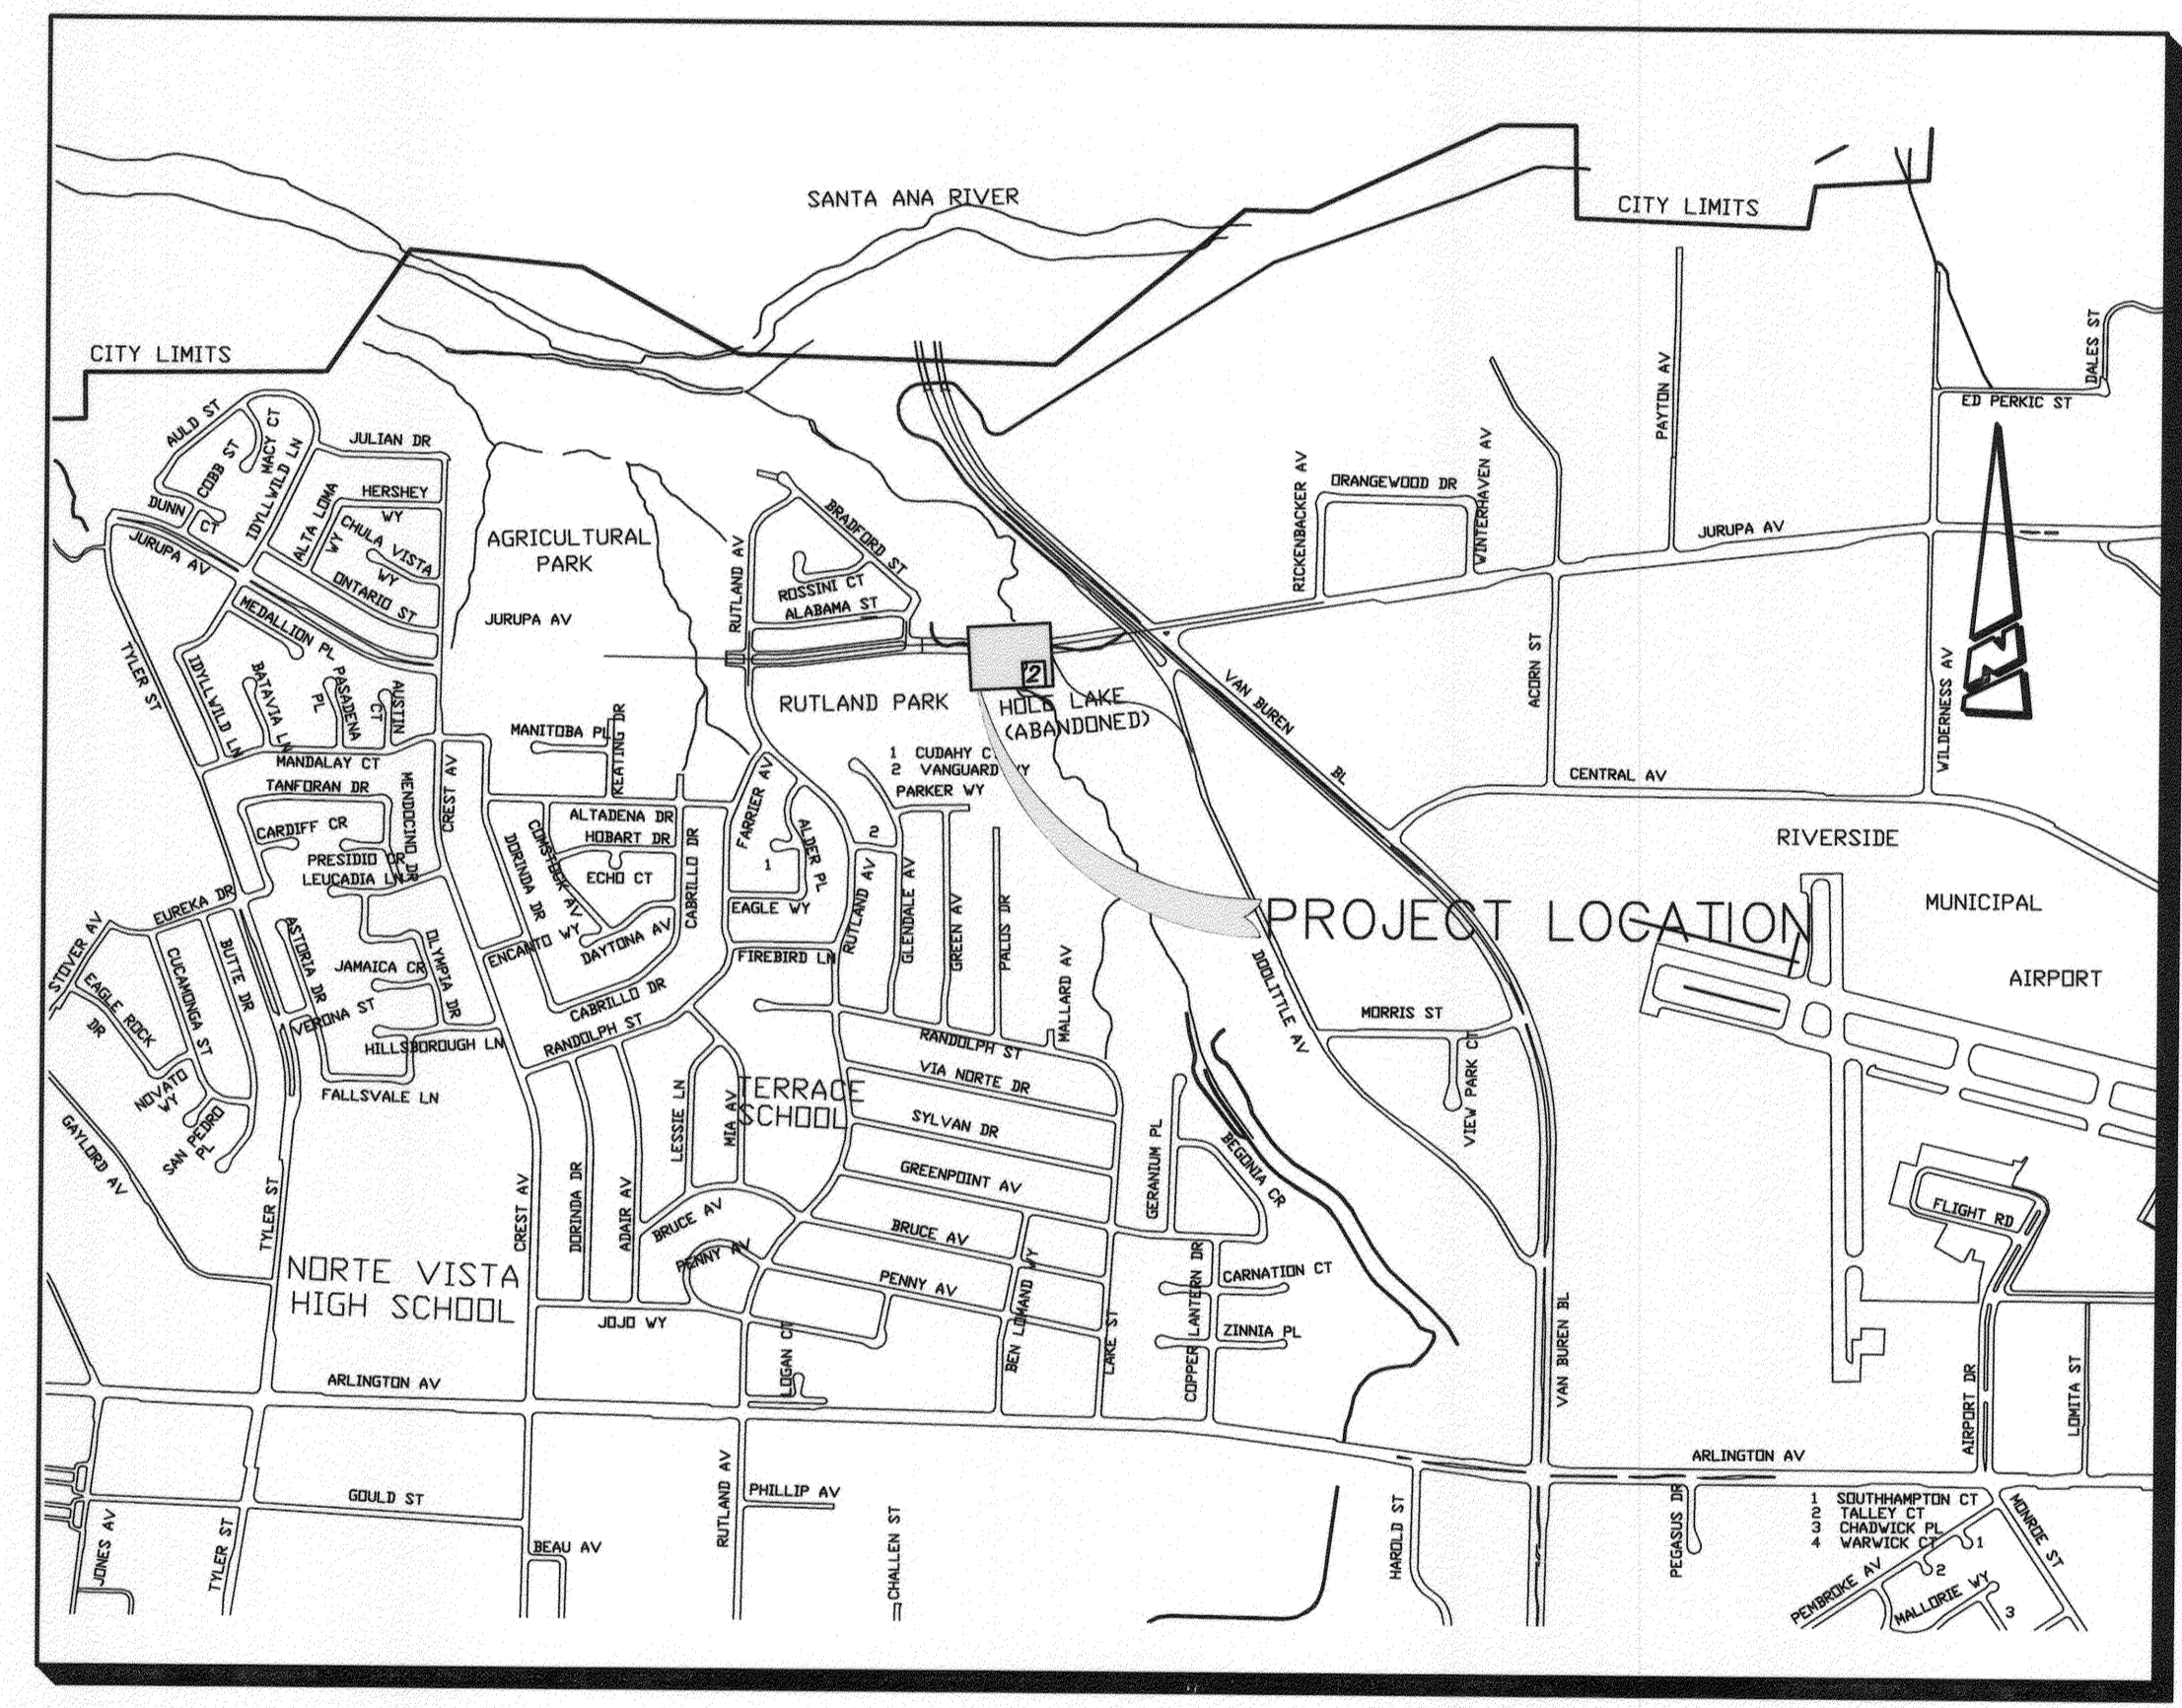 SANTA ANA RIVER
CITY LIMITS
CITY LIMITS
DALES ST
ED PERKIC ST
PAYTON AV
AULD ST
MACY CT
COBB ST
IDYLLWILD LN
JULIAN DR
HERSHEY
WY
ALTA LOMA
WY
CHULA VISTA
WY
DUNN
CT
ONTARIO ST
JURUPA AV
MEDALLION PL
AGRICULTURAL
PARK
JURUPA AV
RUTLAND AV
BRADFORD ST
ROSSINI CT
ALABAMA ST
RICKENBACKER AV
ORANGEWOOD DR
WINTERHAVEN AV
JURUPA AV
TYLER ST
IDYLLWILD LN
BATAVIA LN
PASADENA
PL
AUSTIN
CT
MANDALAY CT
TANFORAN DR
MENDOCINO DR
CREST AV
CARDIFF CR
PRESIDIO CR
LEUCADIA LN
MANITOBA PL
KEATING DR
RUTLAND PARK
2
HOLE LAKE
(ABANDONED)
1 CUDAHY CT
2 VANGUARD WY
PARKER WY
VAN BUREN
BL
ACORN ST
WILDERNESS AV
CENTRAL AV
ALTADENA DR
HOBART DR
ECHO CT
COMSTOCK AV
DORINDA DR
CABRILLO DR
FARRIER AV
ALDER PL
1
2
EAGLE WY
RUTLAND AV
GLENDALE AV
GREEN AV
PALOS DR
RIVERSIDE
MUNICIPAL
AIRPORT
PROJECT LOCATION
EUREKA DR
STOVER AV
EAGLE ROCK
DR
CUCAMONGA ST
BUTTE DR
ASTORIA DR
JAMAICA CR
OLYMPIA DR
VERONA ST
HILLSBOROUGH LN
FALLSVALE LN
ENCANTO WY
DAYTONA AV
CABRILLO DR
FIREBIRD LN
RANDOLPH ST
MALLARD AV
RANDOLPH ST
DOOLITTLE AV
MORRIS ST
VIEW PARK CT
NOVATO
WY
SAN PEDRO
PL
GAYLORD AV
TYLER ST
LESSIE LN
MIA AV
TERRACE
SCHOOL
VIA NORTE DR
SYLVAN DR
GREENPOINT AV
GERANIUM PL
BEGONIA CR
FLIGHT RD
NORTE VISTA
HIGH SCHOOL
CREST AV
DORINDA DR
ADAIR AV
BRUCE AV
PENNY AV
BRUCE AV
PENNY AV
BEN LOMAND WY
LAKE ST
COPPER LANTERN DR
CARNATION CT
ZINNIA PL
JOJO WY
LOGAN CT
VAN BUREN BL
AIRPORT DR
LOMITA ST
ARLINGTON AV
ARLINGTON AV
GOULD ST
JONES AV
TYLER ST
BEAU AV
RUTLAND AV
PHILLIP AV
CHALLEN ST
HAROLD ST
PEGASUS DR
1 SOUTHHAMPTON CT
2 TALLEY CT
3 CHADWICK PL
4 WARWICK CT
MONROE ST
PEMBROKE AV
MALLORIE WY
1
2
3